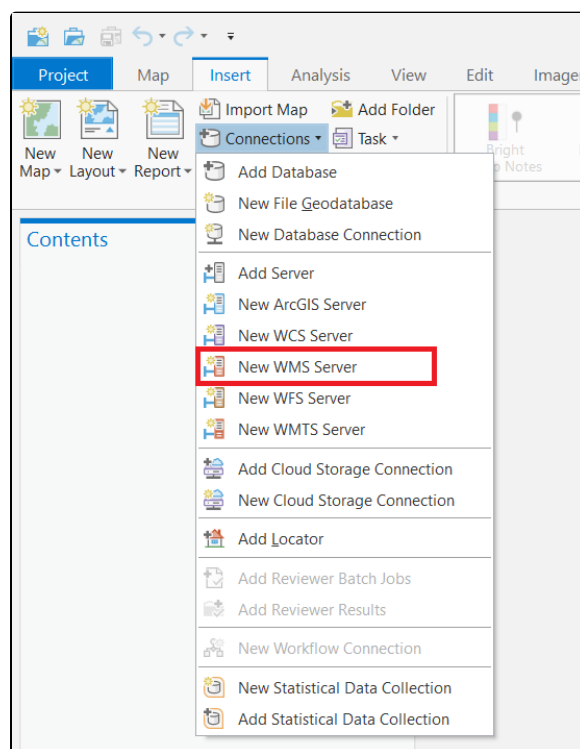 Project Map Insert Analysis View Edit Image
New Map
New Layout
New Report
Import Map Add Folder
Connections Task
Bright
Notes
Contents
Add Database
New File Geodatabase
New Database Connection
Add Server
New ArcGIS Server
New WCS Server
New WMS Server
New WFS Server
New WMTS Server
Add Cloud Storage Connection
New Cloud Storage Connection
Add Locator
Add Reviewer Batch Jobs
Add Reviewer Results
New Workflow Connection
New Statistical Data Collection
Add Statistical Data Collection